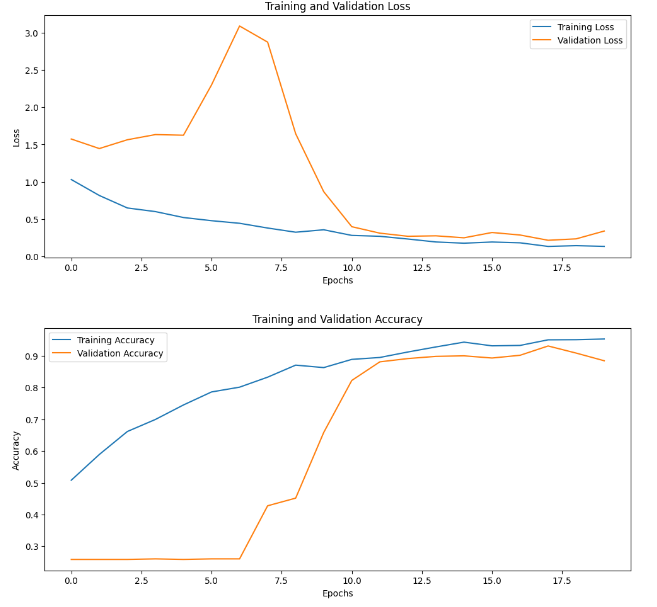 Training and Validation Loss
Training Loss
Validation Loss
3.0
2.5
2.0
1.5
1.0
0.5
0.0
Loss
0.0 2.5 5.0 7.5 10.0 12.5 15.0 17.5
Epochs
Training and Validation Accuracy
Training Accuracy
Validation Accuracy
0.9
0.8
0.7
0.6
0.5
0.4
0.3
Accuracy
0.0 2.5 5.0 7.5 10.0 12.5 15.0 17.5
Epochs